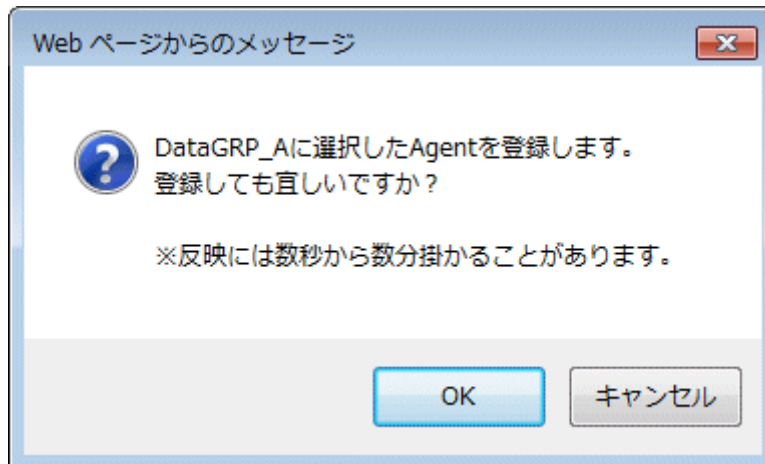 Web ページからのメッセージ
DataGRP_Aに選択したAgentを登録します。
登録しても宜しいですか？
※反映には数秒から数分掛かることがあります。
OK
キャンセル